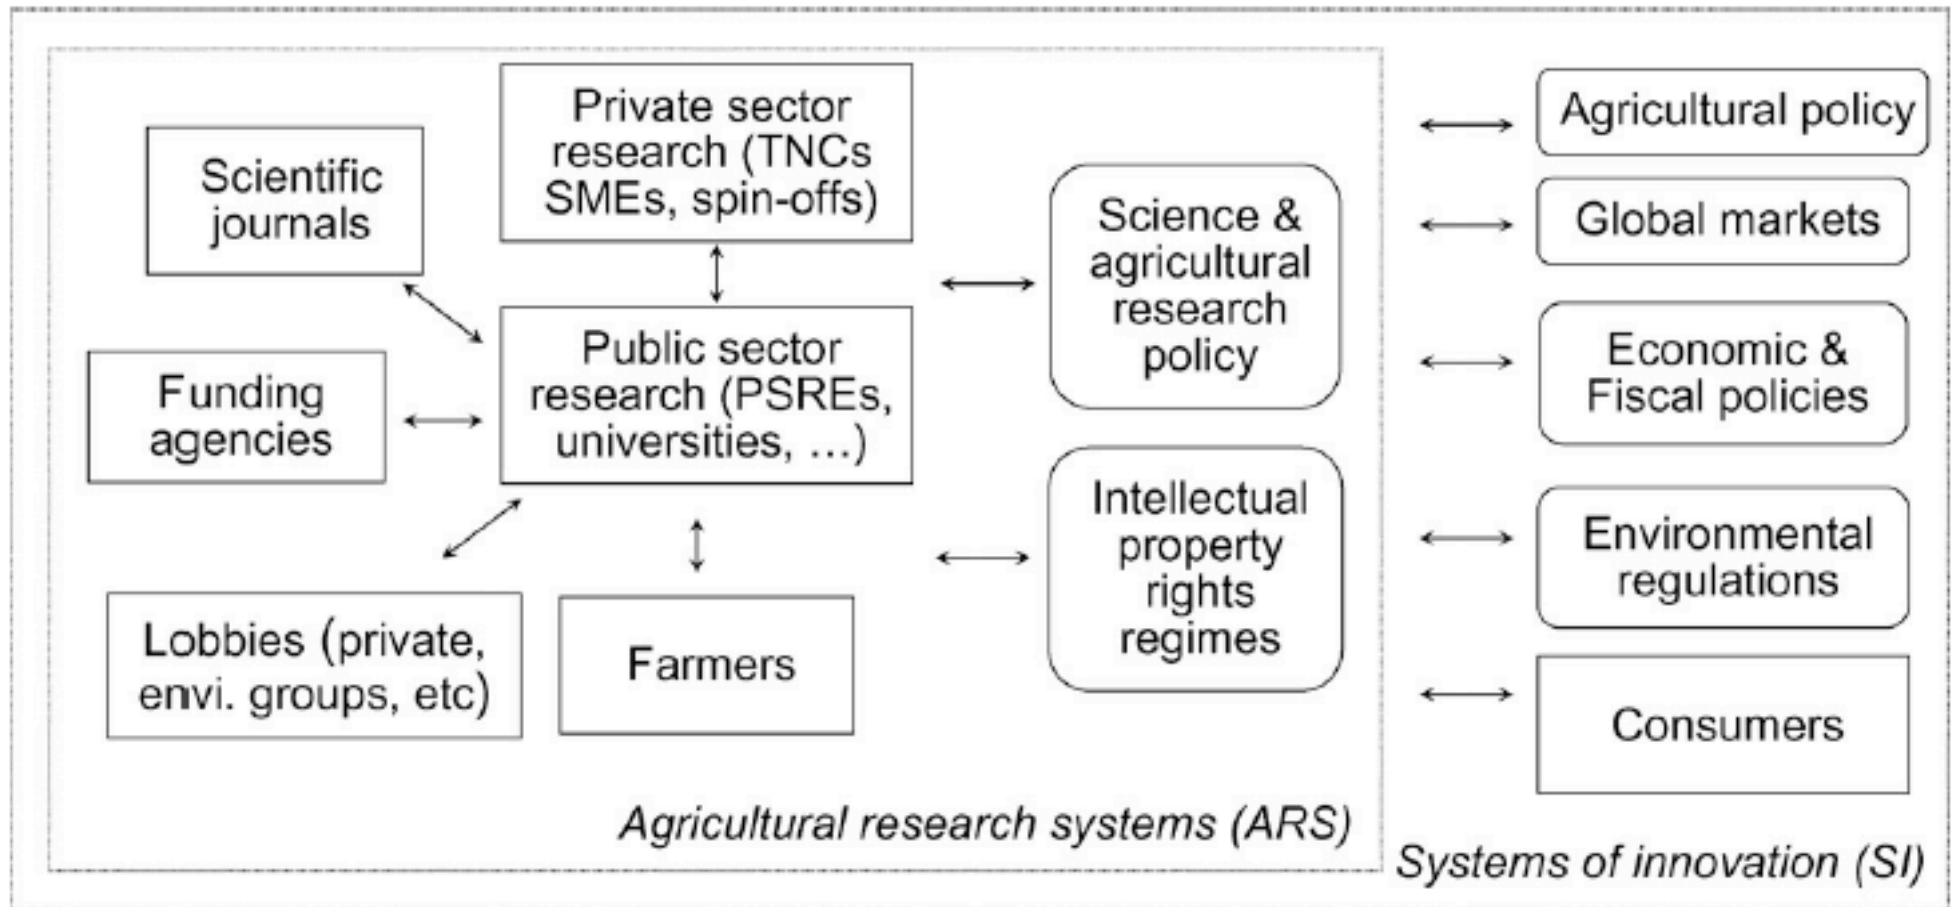 Private sector
research (TNCs
SMEs, spin-offs)
Scientific
journals
Public sector
research (PSREs,
universities, ...)
Funding
agencies
Lobbies (private,
envi. groups, etc)
Farmers
Science &
agricultural
research
policy
Intellectual
property
rights
regimes
Agricultural research systems (ARS)
Agricultural policy
Global markets
Economic &
Fiscal policies
Environmental
regulations
Consumers
Systems of innovation (SI)